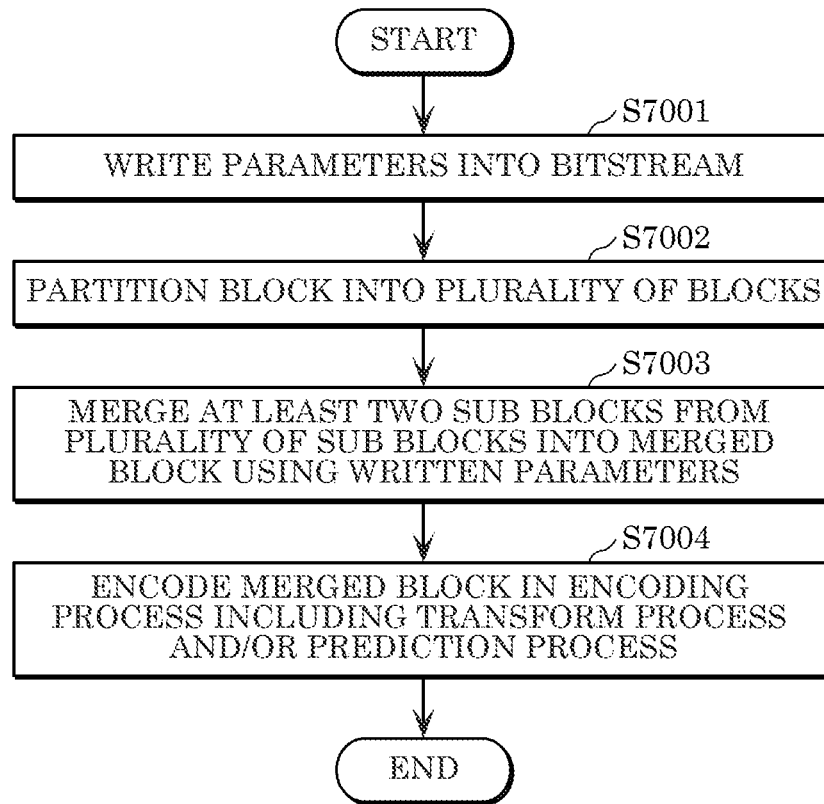 START
S7001
WRITE PARAMETERS INTO BITSTREAM
S7002
PARTITION BLOCK INTO PLURALITY OF BLOCKS
S7003
MERGE AT LEAST TWO SUB BLOCKS FROM
PLURALITY OF SUB BLOCKS INTO MERGED
BLOCK USING WRITTEN PARAMETERS
S7004
ENCODE MERGED BLOCK IN ENCODING
PROCESS INCLUDING TRANSFORM PROCESS
AND/OR PREDICTION PROCESS
END